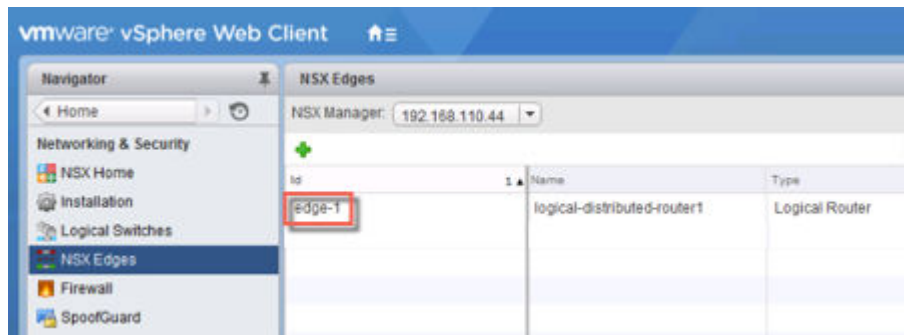 vmware vSphere Web Client
Navigator
Home
Networking & Security
NSX Home
Installation
Logical Switches
NSX Edges
Firewall
SpoofGuard
NSX Edges
NSX Manager: 192.168.110.44
Id 1 Name Type
edge-1 logical-distributed-router1 Logical Router